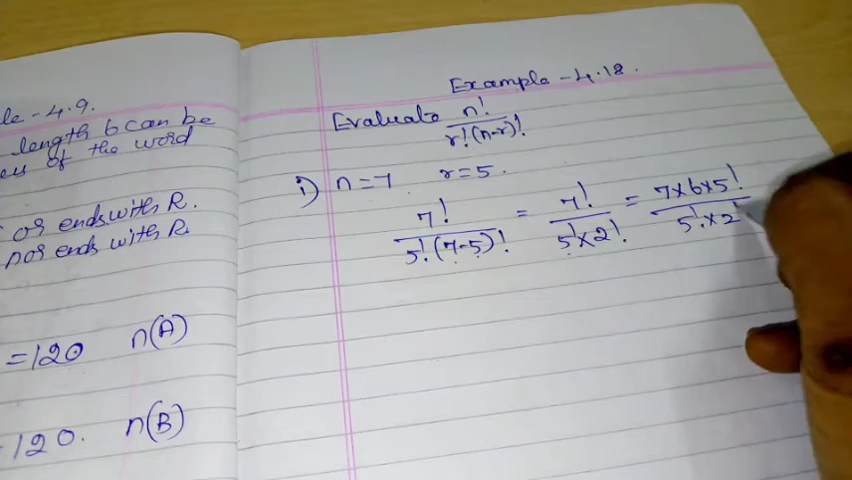 le-4.9.
length 6 can be
of the word
or ends with R.
nor ends with R.
=120 n(A)
120. n(B)
Example-4.18.
Evaluate n!/r!(n-r)!
i) n=7 r=5.
7!/5!(7-5)! = 7!/5!×2! = 7×6×5!/5!×2!